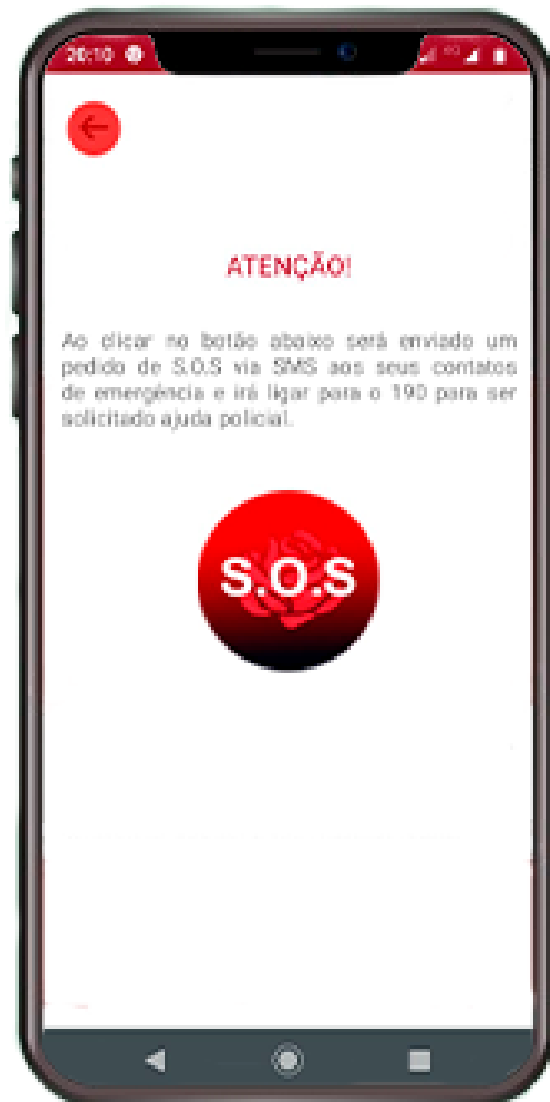 20:10
4G
ATENÇÃO!
Ao clicar no botão abaixo será enviado um
pedido de S.O.S via SMS aos seus contatos
de emergência e irá ligar para o 190 para ser
solicitado ajuda policial.
S.O.S